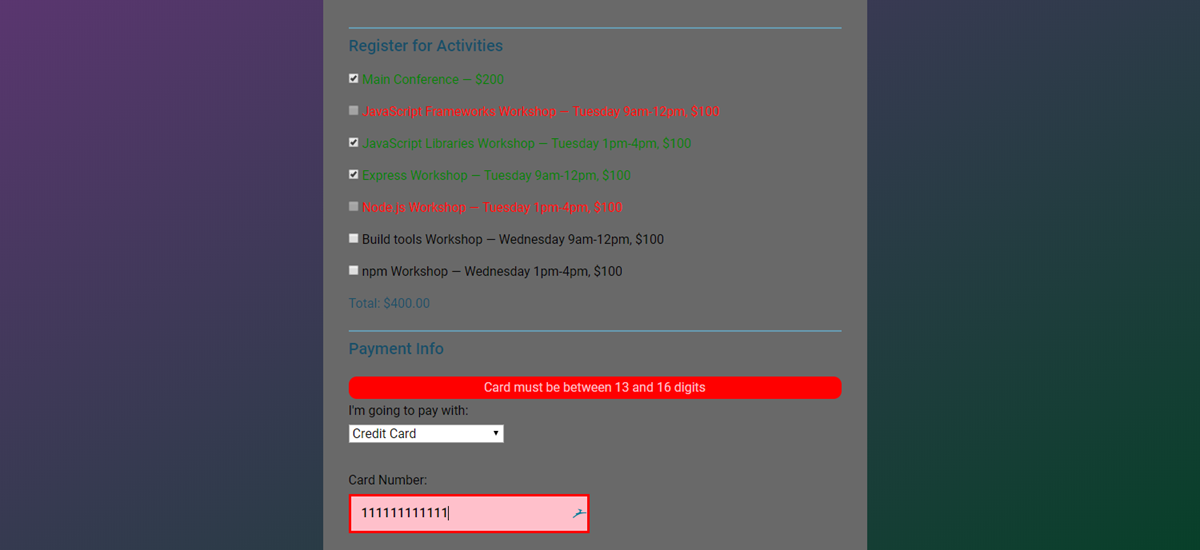 Register for Activities
Main Conference — $200
JavaScript Frameworks Workshop — Tuesday 9am-12pm, $100
JavaScript Libraries Workshop — Tuesday 1pm-4pm, $100
Express Workshop — Tuesday 9am-12pm, $100
Node.js Workshop — Tuesday 1pm-4pm, $100
Build tools Workshop — Wednesday 9am-12pm, $100
npm Workshop — Wednesday 1pm-4pm, $100
Total: $400.00
Payment Info
Card must be between 13 and 16 digits
I'm going to pay with:
Credit Card
Card Number:
111111111111